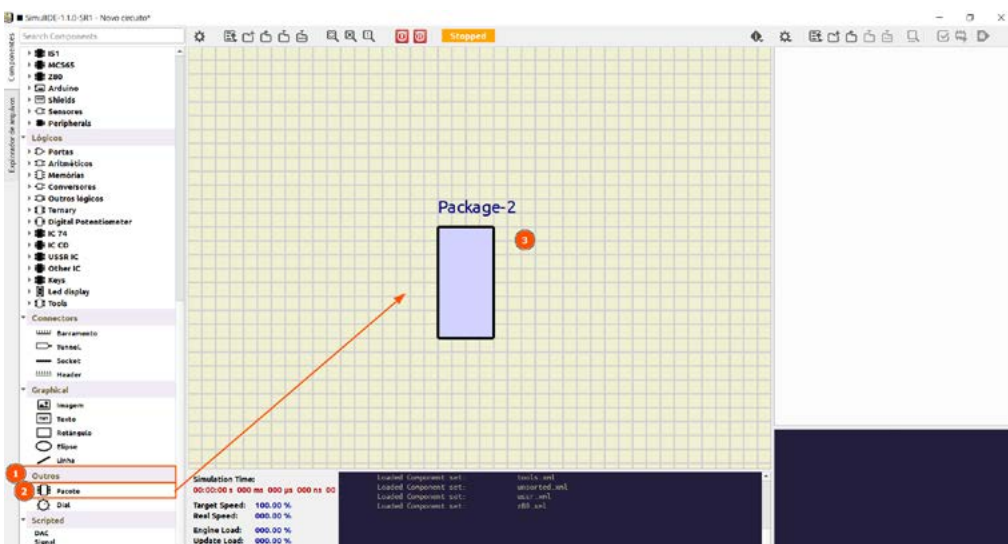 SimulIDE-1.1.0-SR1 - Novo circuito*
Componentes
Explorador de arquivos
Search Components
Stopped
I51
MCS65
Z80
Arduino
Shields
Sensores
Peripherals
Lógicos
Portas
Aritméticos
Memórias
Conversores
Outros lógicos
Ternary
Digital Potentiometer
IC 74
IC CD
USSR IC
Other IC
Keys
Led display
Tools
Connectors
Barramento
Tunnel.
Socket
Header
Graphical
Imagem
Texto
Retângulo
Elipse
Linha
1
Outros
2
Pacote
Dial
Scripted
DAC
Signal
Package-2
3
Simulation Time:
00:00:00 s 000 ms 000 µs 000 ns 00
Target Speed: 100.00 %
Reel Speed: 000.00 %
Engine Load: 000.00 %
Update Load: 000.00 %
Loaded Component set: tools.xml
Loaded Component set: unsorted.xml
Loaded Component set: ussr.xml
Loaded Component set: z80.xml